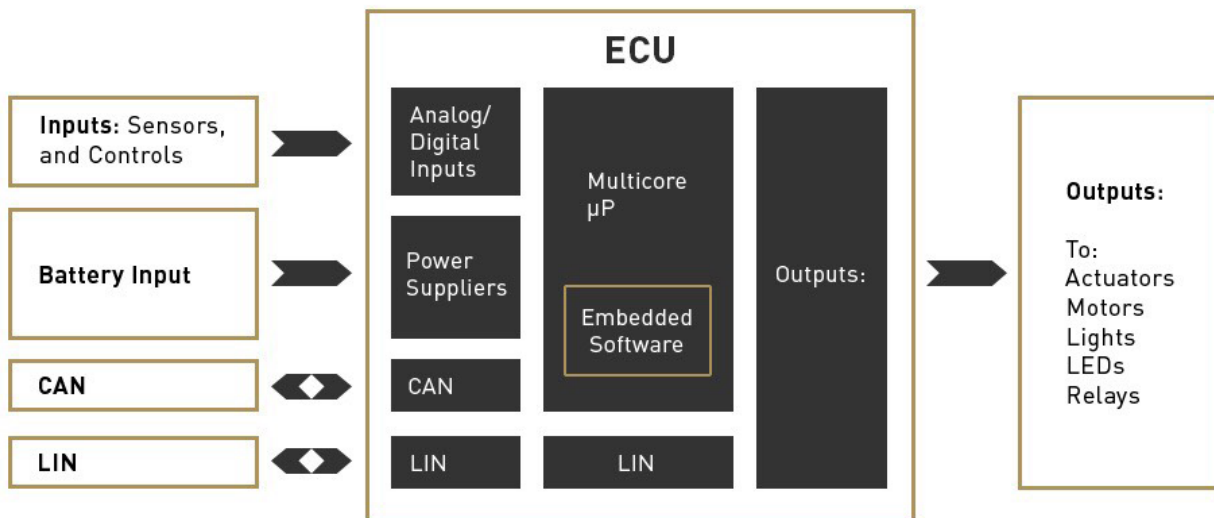 ECU
Inputs: Sensors,
and Controls
Analog/
Digital
Inputs
Multicore
µP
Embedded
Software
Outputs:
Battery Input
Power
Suppliers
CAN
CAN
LIN
LIN
LIN
Outputs:
To:
Actuators
Motors
Lights
LEDs
Relays